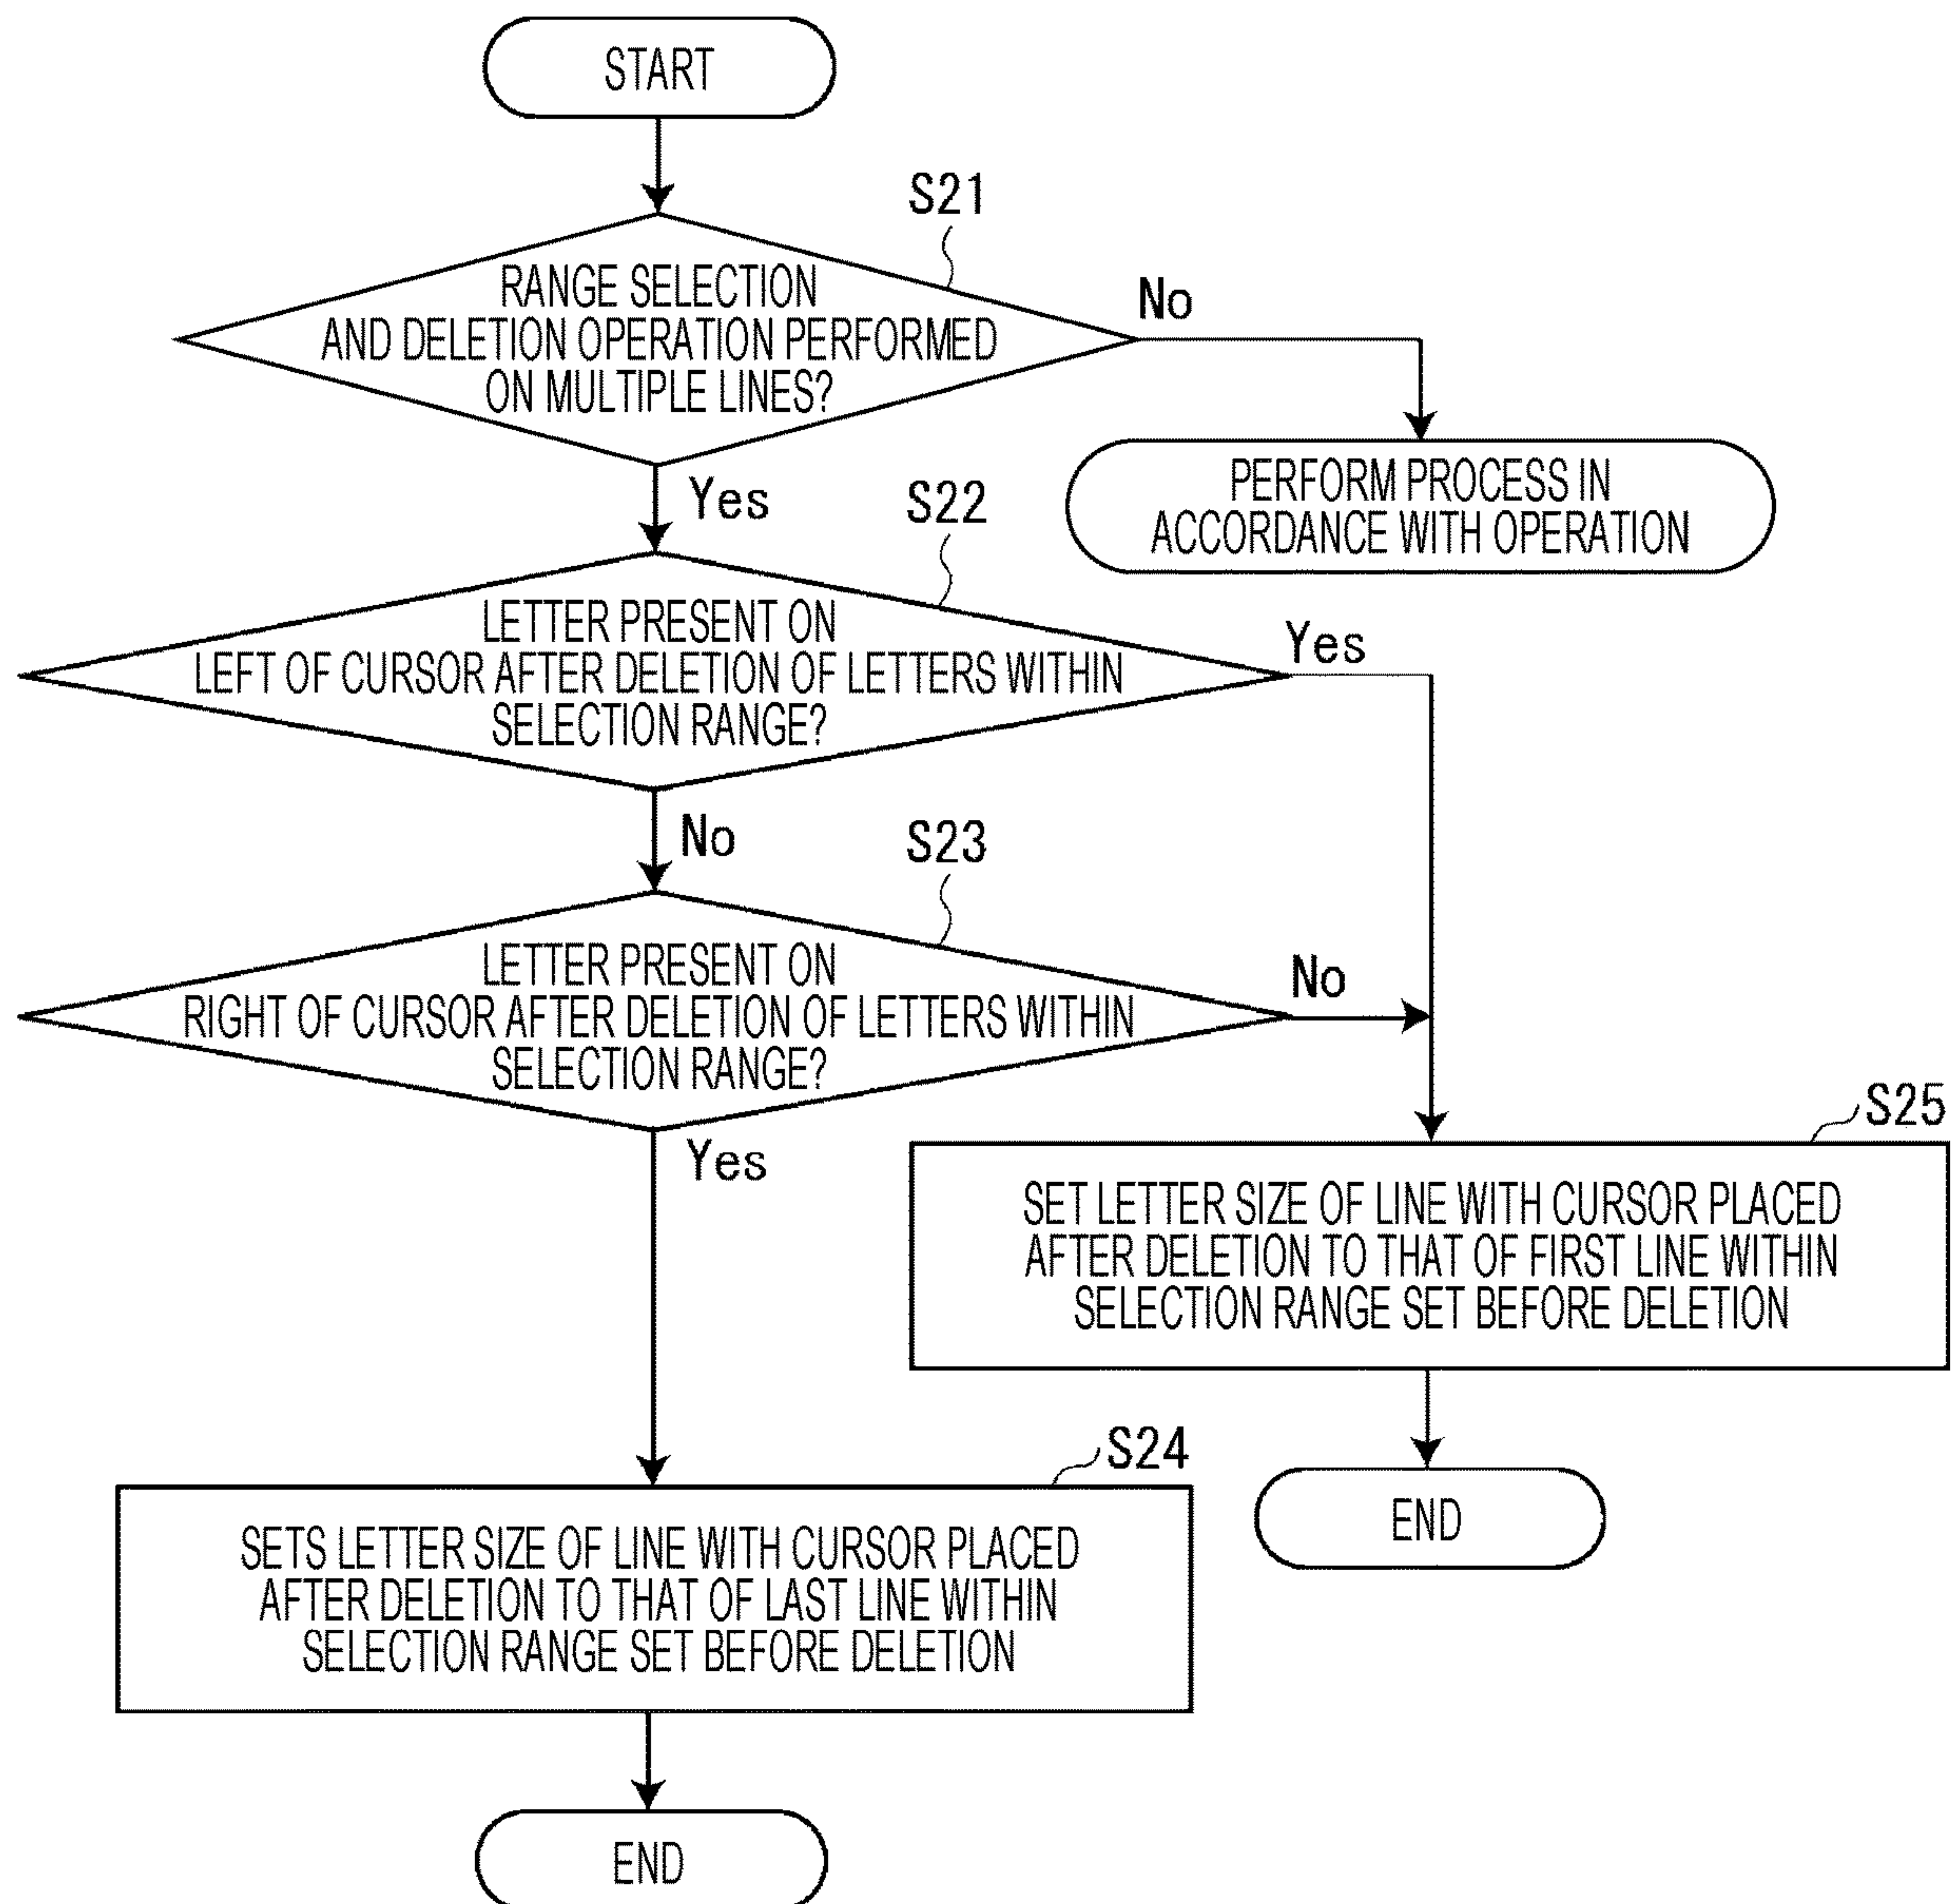 START
S21
RANGE SELECTION
AND DELETION OPERATION PERFORMED
ON MULTIPLE LINES?
No
PERFORM PROCESS IN
ACCORDANCE WITH OPERATION
Yes
S22
LETTER PRESENT ON
LEFT OF CURSOR AFTER DELETION OF LETTERS WITHIN
SELECTION RANGE?
Yes
No
S23
LETTER PRESENT ON
RIGHT OF CURSOR AFTER DELETION OF LETTERS WITHIN
SELECTION RANGE?
No
Yes
S25
SET LETTER SIZE OF LINE WITH CURSOR PLACED
AFTER DELETION TO THAT OF FIRST LINE WITHIN
SELECTION RANGE SET BEFORE DELETION
END
S24
SETS LETTER SIZE OF LINE WITH CURSOR PLACED
AFTER DELETION TO THAT OF LAST LINE WITHIN
SELECTION RANGE SET BEFORE DELETION
END